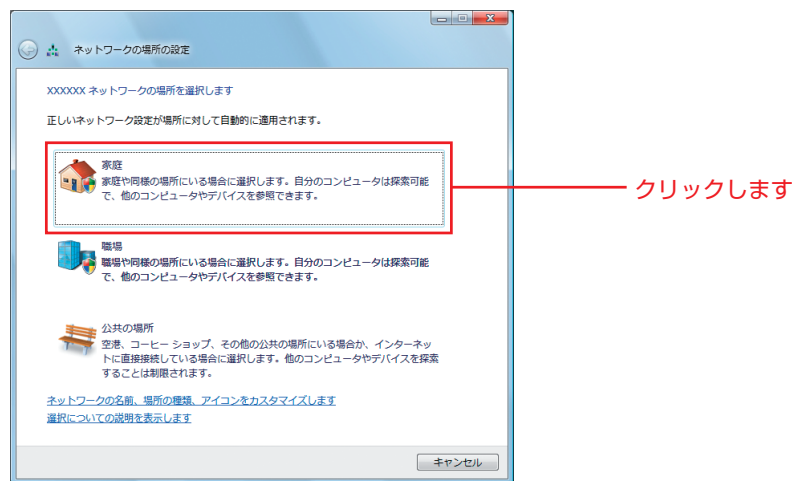 ネットワークの場所の設定
XXXXXX ネットワークの場所を選択します
正しいネットワーク設定が場所に対して自動的に適用されます。
家庭
家庭や同様の場所にいる場合に選択します。自分のコンピュータは探索可能
で、他のコンピュータやデバイスを参照できます。
クリックします
職場
職場や同様の場所にいる場合に選択します。自分のコンピュータは探索可能
で、他のコンピュータやデバイスを参照できます。
公共の場所
空港、コーヒー ショップ、その他の公共の場所にいる場合か、インターネッ
トに直接接続している場合に選択します。他のコンピュータやデバイスを探索
することは制限されます。
ネットワークの名前、場所の種類、アイコンをカスタマイズします
選択についての説明を表示します
キャンセル